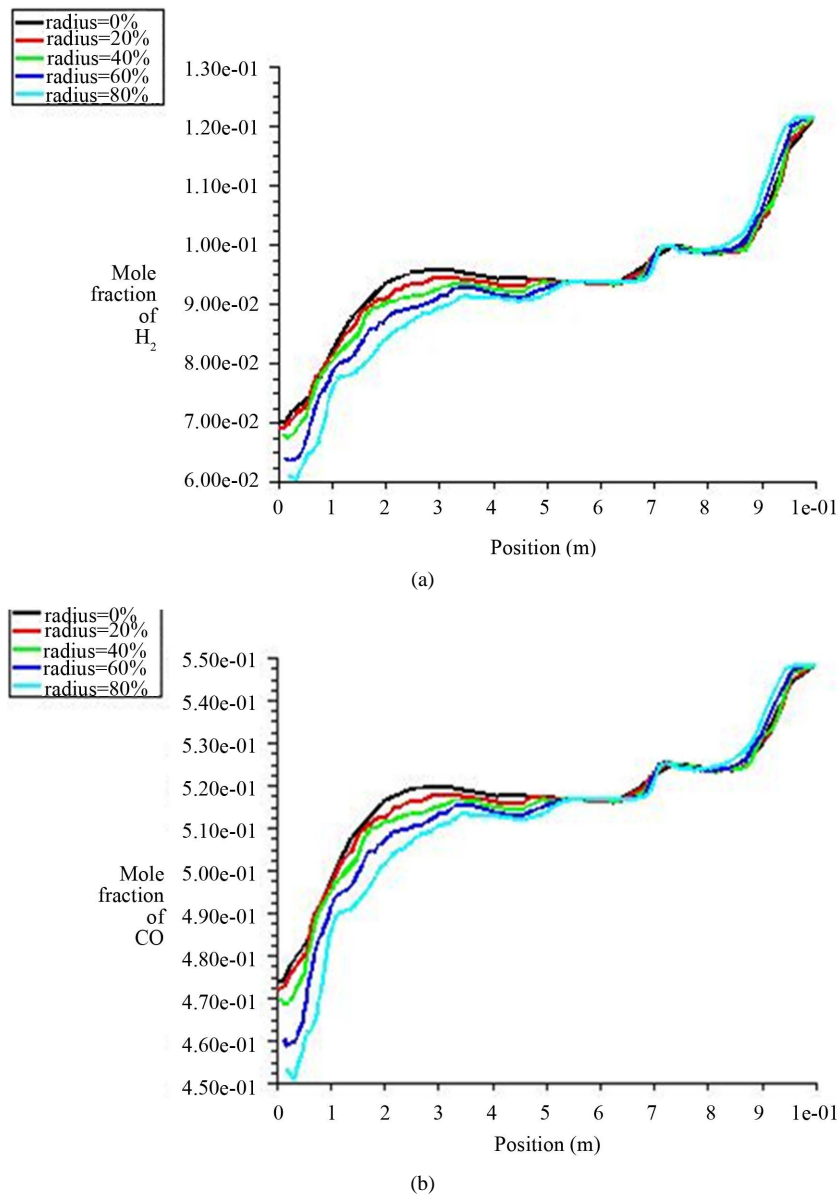 radius=0%
radius=20%
radius=40%
radius=60%
radius=80%
1.30e-01
1.20e-01
1.10e-01
1.00e-01
9.00e-02
8.00e-02
7.00e-02
6.00e-02
Mole
fraction
of
H2
0 1 2 3 4 5 6 7 8 9 1e-01
Position (m)
(a)
radius=0%
radius=20%
radius=40%
radius=60%
radius=80%
5.50e-01
5.40e-01
5.30e-01
5.20e-01
5.10e-01
5.00e-01
4.90e-01
4.80e-01
4.70e-01
4.60e-01
4.50e-01
Mole
fraction
of
CO
0 1 2 3 4 5 6 7 8 9 1e-01
Position (m)
(b)